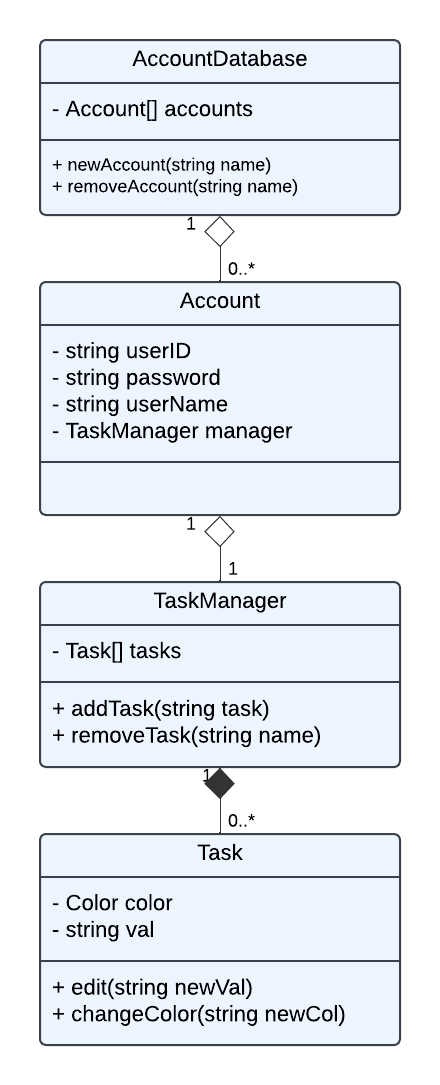 AccountDatabase
- Account[] accounts
+ newAccount(string name)
+ removeAccount(string name)
1
0..*
Account
- string userID
- string password
- string userName
- TaskManager manager
1
1
TaskManager
- Task[] tasks
+ addTask(string task)
+ removeTask(string name)
1
0..*
Task
- Color color
- string val
+ edit(string newVal)
+ changeColor(string newCol)